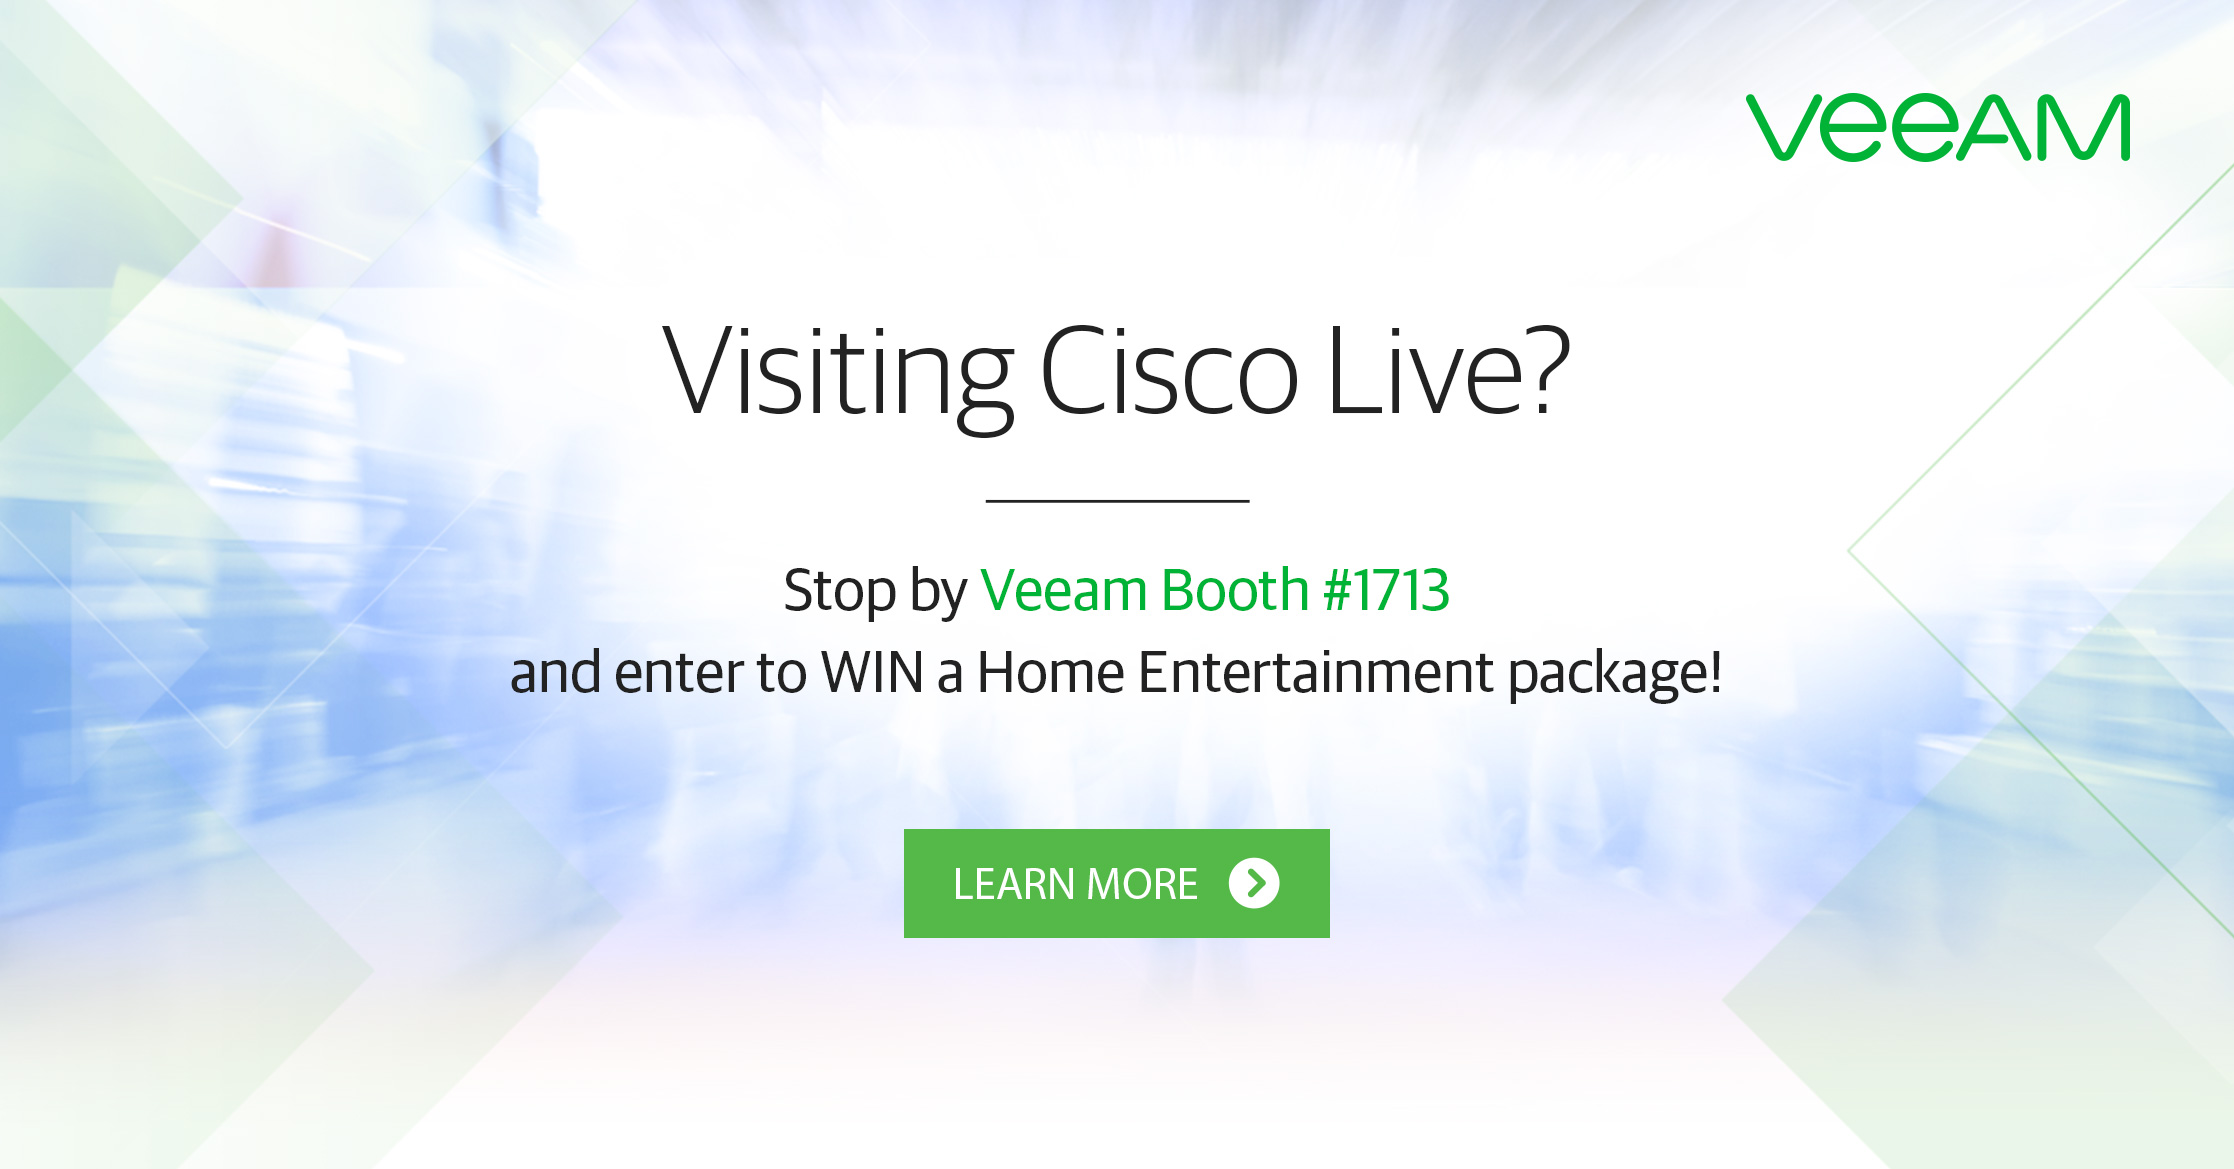 VEEAM
Visiting Cisco Live?
Stop by Veeam Booth #1713
and enter to WIN a Home Entertainment package!
LEARN MORE